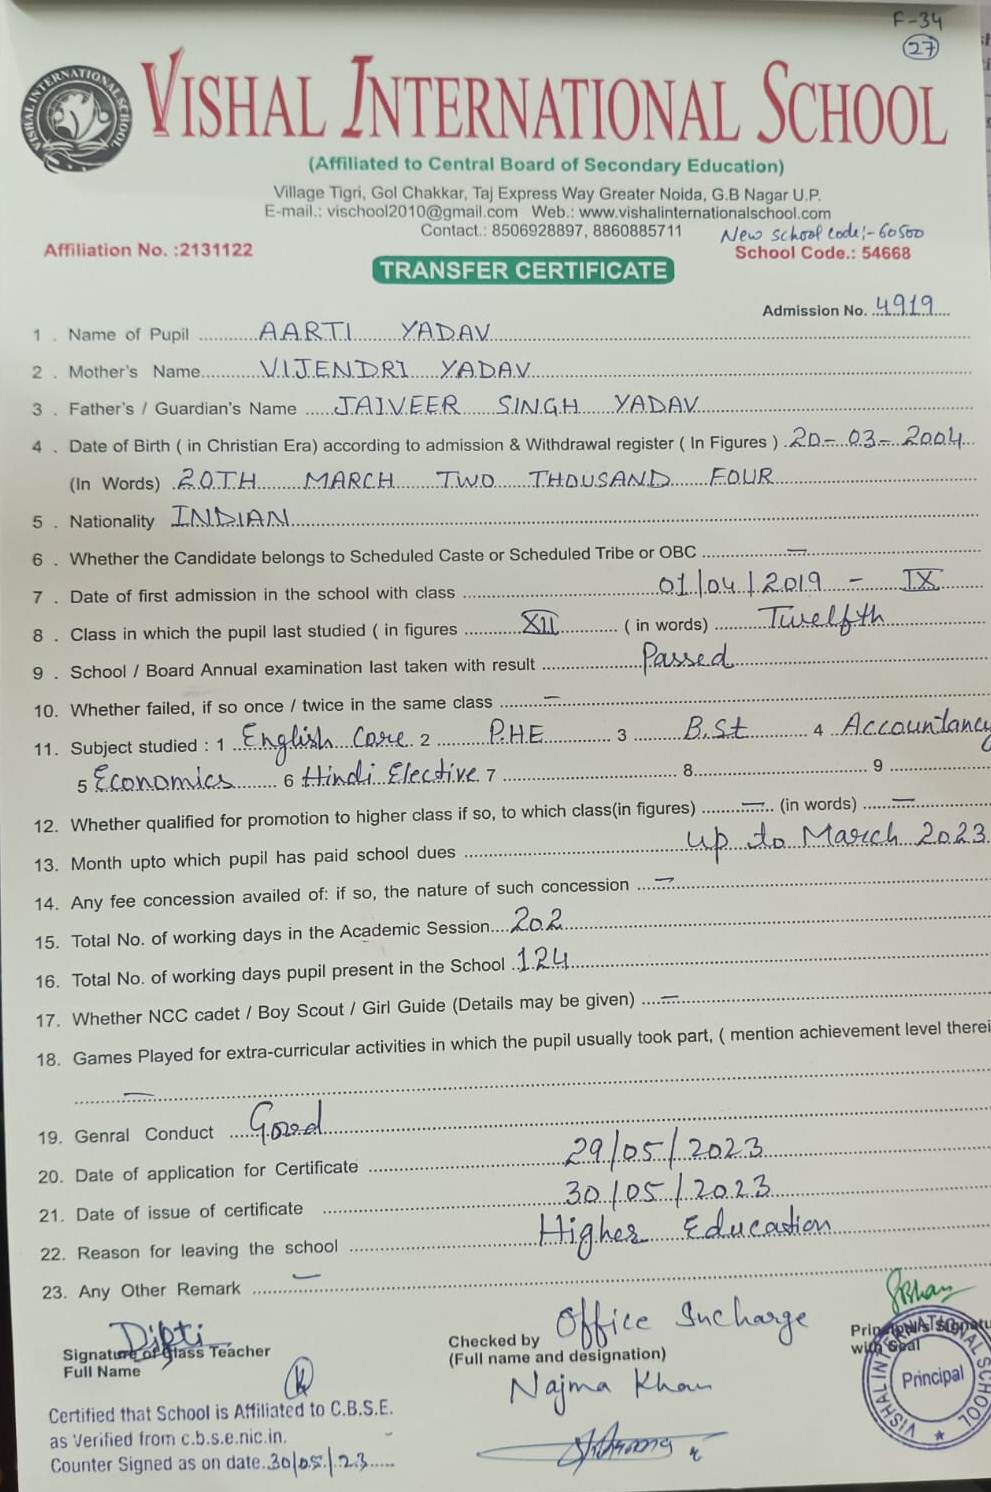 F-34
27
VISHAL INTERNATIONAL SCHOOL
VISHAL INTERNATIONAL SCHOOL
(Affiliated to Central Board of Secondary Education)
Village Tigri, Gol Chakkar, Taj Express Way Greater Noida, G.B Nagar U.P.
E-mail.: vischool2010@gmail.com Web.: www.vishalinternationalschool.com
Contact.: 8506928897, 8860885711 New school code:- 60500
Affiliation No. :2131122 School Code.: 54668
TRANSFER CERTIFICATE
Admission No. 4919
1 . Name of Pupil AARTI YADAV
2 . Mother's Name VIJENDRI YADAV
3 . Father's / Guardian's Name JAIVEER SINGH YADAV
4 . Date of Birth ( in Christian Era) according to admission & Withdrawal register ( In Figures ) 20-03-2004
(In Words) 20TH MARCH TWO THOUSAND FOUR
5 . Nationality INDIAN
6 . Whether the Candidate belongs to Scheduled Caste or Scheduled Tribe or OBC —
7 . Date of first admission in the school with class 01/04/2019 - IX
8 . Class in which the pupil last studied ( in figures XII ( in words) Twelfth
9 . School / Board Annual examination last taken with result Passed
10. Whether failed, if so once / twice in the same class —
11. Subject studied : 1 English Core 2 P.HE 3 B.St 4 Accountancy
5 Economics 6 Hindi Elective 7 8 9
12. Whether qualified for promotion to higher class if so, to which class(in figures) — (in words) —
13. Month upto which pupil has paid school dues up to March 2023
14. Any fee concession availed of: if so, the nature of such concession —
15. Total No. of working days in the Academic Session 202
16. Total No. of working days pupil present in the School 124
17. Whether NCC cadet / Boy Scout / Girl Guide (Details may be given) —
18. Games Played for extra-curricular activities in which the pupil usually took part, ( mention achievement level therei
—
19. Genral Conduct Good
20. Date of application for Certificate 29/05/2023
21. Date of issue of certificate 30/05/2023
22. Reason for leaving the school Higher Education
23. Any Other Remark —
Dipti
Signature of Class Teacher
Full Name
Office Incharge
Checked by
(Full name and designation)
Najma Khan
Principal's Signatu
with Seal
VISHAL INTERNATIONAL SCHOOL
Principal
Certified that School is Affiliated to C.B.S.E.
as Verified from c.b.s.e.nic.in.
Counter Signed as on date 30/05/23